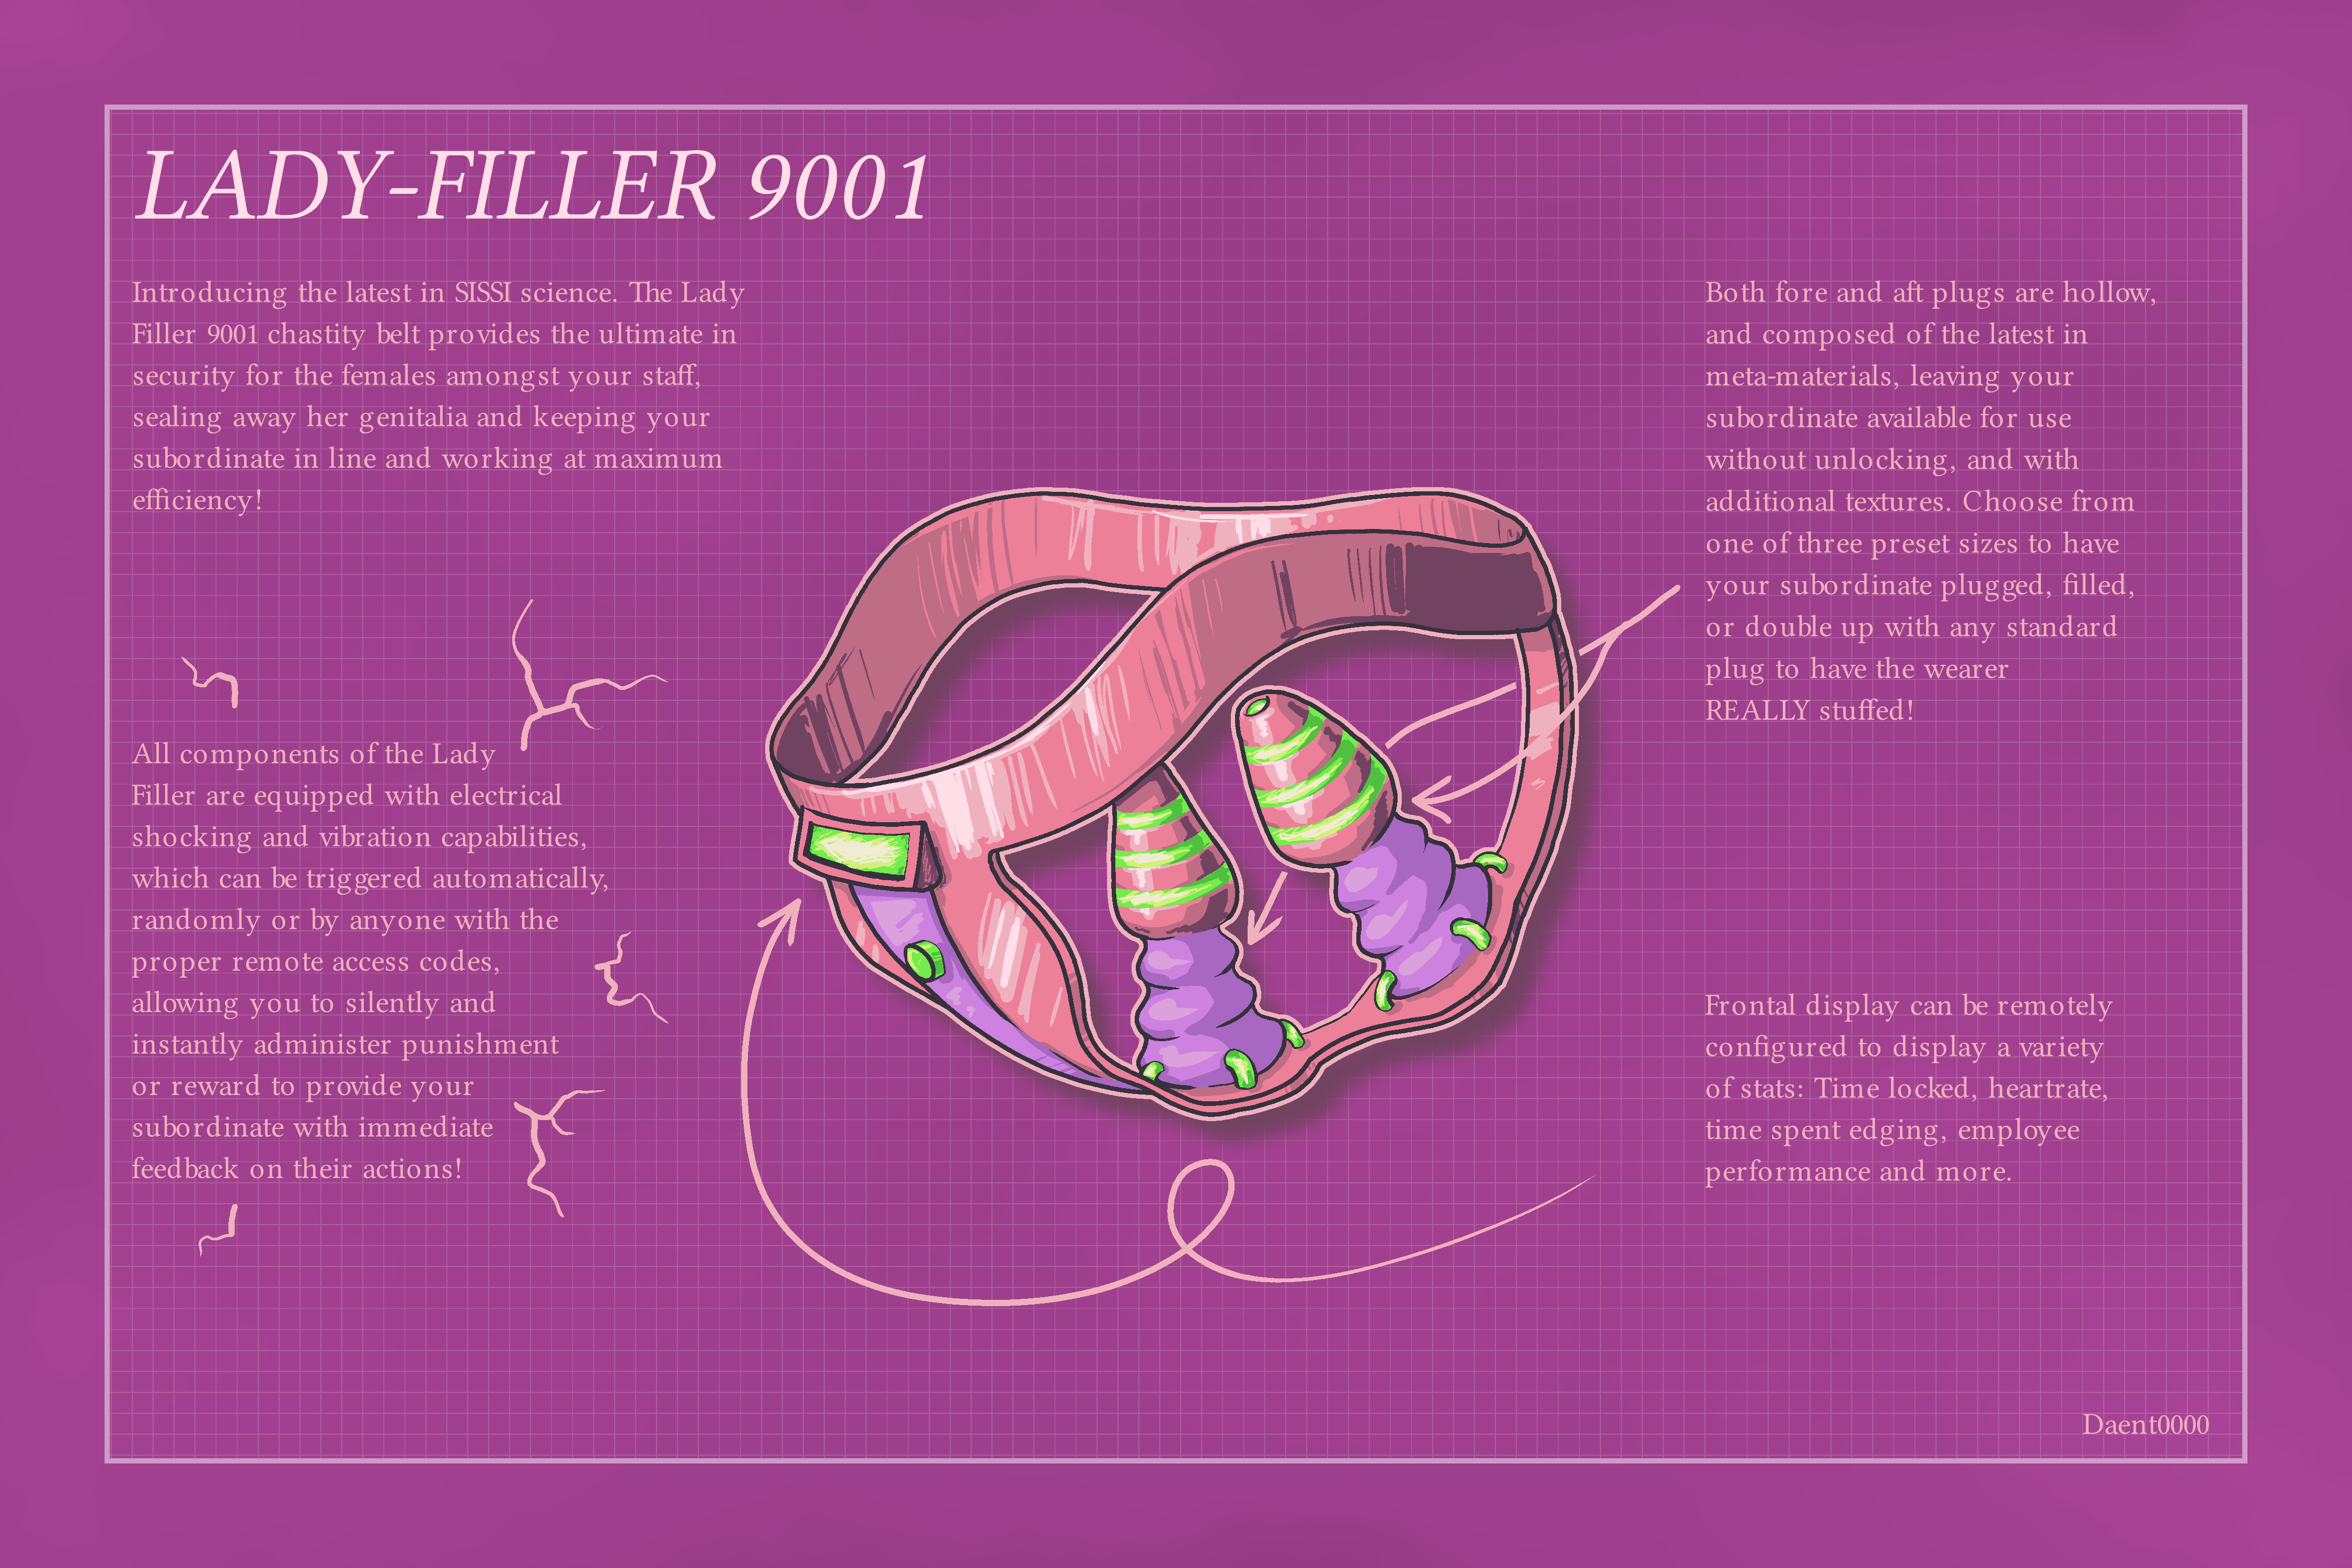 LADY-FILLER 9001
Introducing the latest in SISSI science. The Lady
Filler 9001 chastity belt provides the ultimate in
security for the females amongst your staff,
sealing away her genitalia and keeping your
subordinate in line and working at maximum
efficiency!
All components of the Lady
Filler are equipped with electrical
shocking and vibration capabilities,
which can be triggered automatically,
randomly or by anyone with the
proper remote access codes,
allowing you to silently and
instantly administer punishment
or reward to provide your
subordinate with immediate
feedback on their actions!
Both fore and aft plugs are hollow,
and composed of the latest in
meta-materials, leaving your
subordinate available for use
without unlocking, and with
additional textures. Choose from
one of three preset sizes to have
your subordinate plugged, filled,
or double up with any standard
plug to have the wearer
REALLY stuffed!
Frontal display can be remotely
configured to display a variety
of stats: Time locked, heartrate,
time spent edging, employee
performance and more.
Daent0000